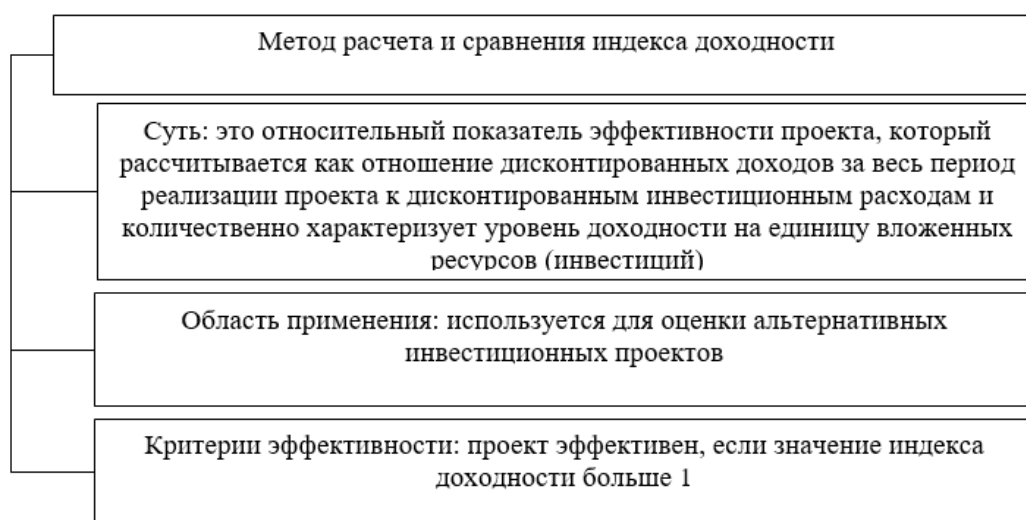 Метод расчета и сравнения индекса доходности
Суть: это относительный показатель эффективности проекта, который
рассчитывается как отношение дисконтированных доходов за весь период
реализации проекта к дисконтированным инвестиционным расходам и
количественно характеризует уровень доходности на единицу вложенных
ресурсов (инвестиций)
Область применения: используется для оценки альтернативных
инвестиционных проектов
Критерии эффективности: проект эффективен, если значение индекса
доходности больше 1